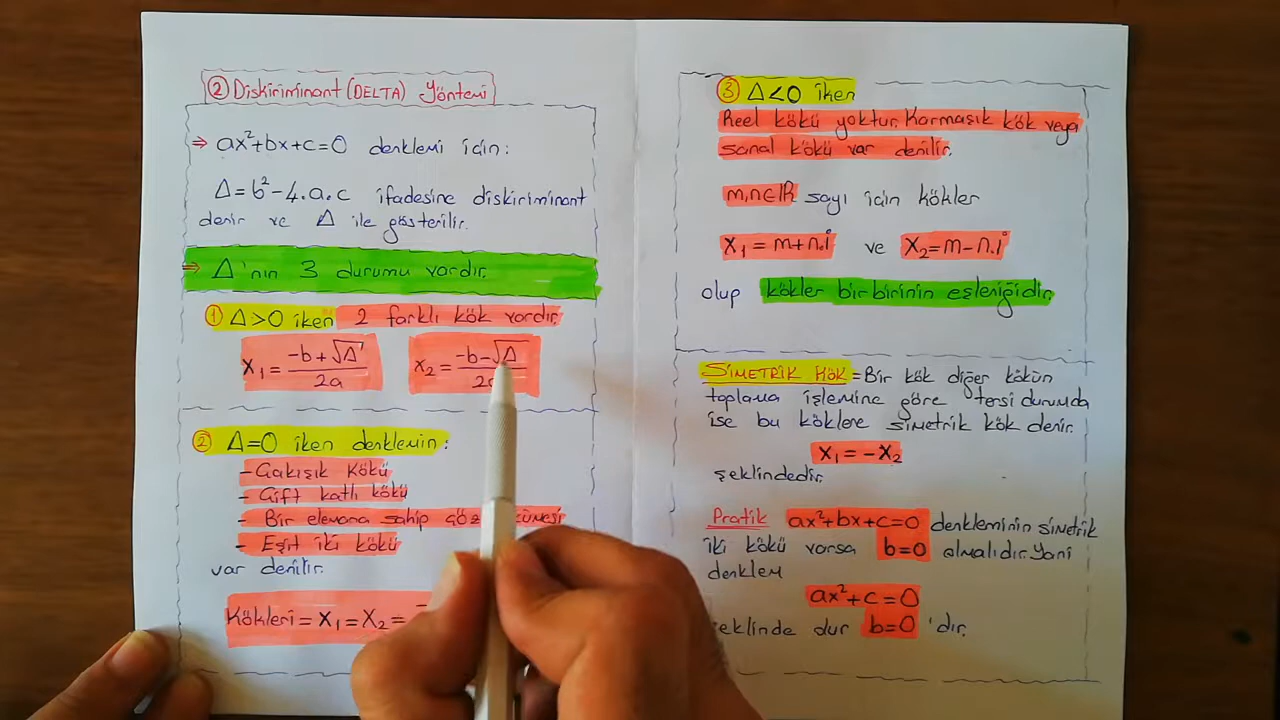 ② Diskiriminant (DELTA) Yöntemi
⇒ ax²+bx+c=0 denklemi için:
Δ=b²-4.a.c ifadesine diskiriminant
denir ve Δ ile gösterilir.
⇒ Δ'nın 3 durumu vardır.
① Δ>0 iken 2 farklı kök vardır.
x₁ = (-b+√Δ)/2a x₂ = (-b-√Δ)/
② Δ=0 iken denklemin:
- Çakışık Kökü
- Çift katlı kökü
- Bir elemana sahip
- Eşit iki kökü
var denilir.
Kökleri = x₁ = x₂ =
③ Δ<0 iken
Reel kökü yoktur. Karmaşık kök veya
sanal kökü var denilir.
m,n∈ℝ sayı için kökler
x₁ = m+n.i ve x₂=m-n.i
olup kökler birbirinin eşleniğidir.
SİMETRİK KÖK = Bir kök diğer kökün
toplama işlemine göre tersi durumda
ise bu köklere simetrik kök denir.
x₁ = -x₂
şeklindedir.
Pratik ax²+bx+c=0 denkleminin simetrik
iki kökü varsa b=0 olmalıdır. Yani
denklem
ax²+c=0
şeklinde dur b=0 'dır.